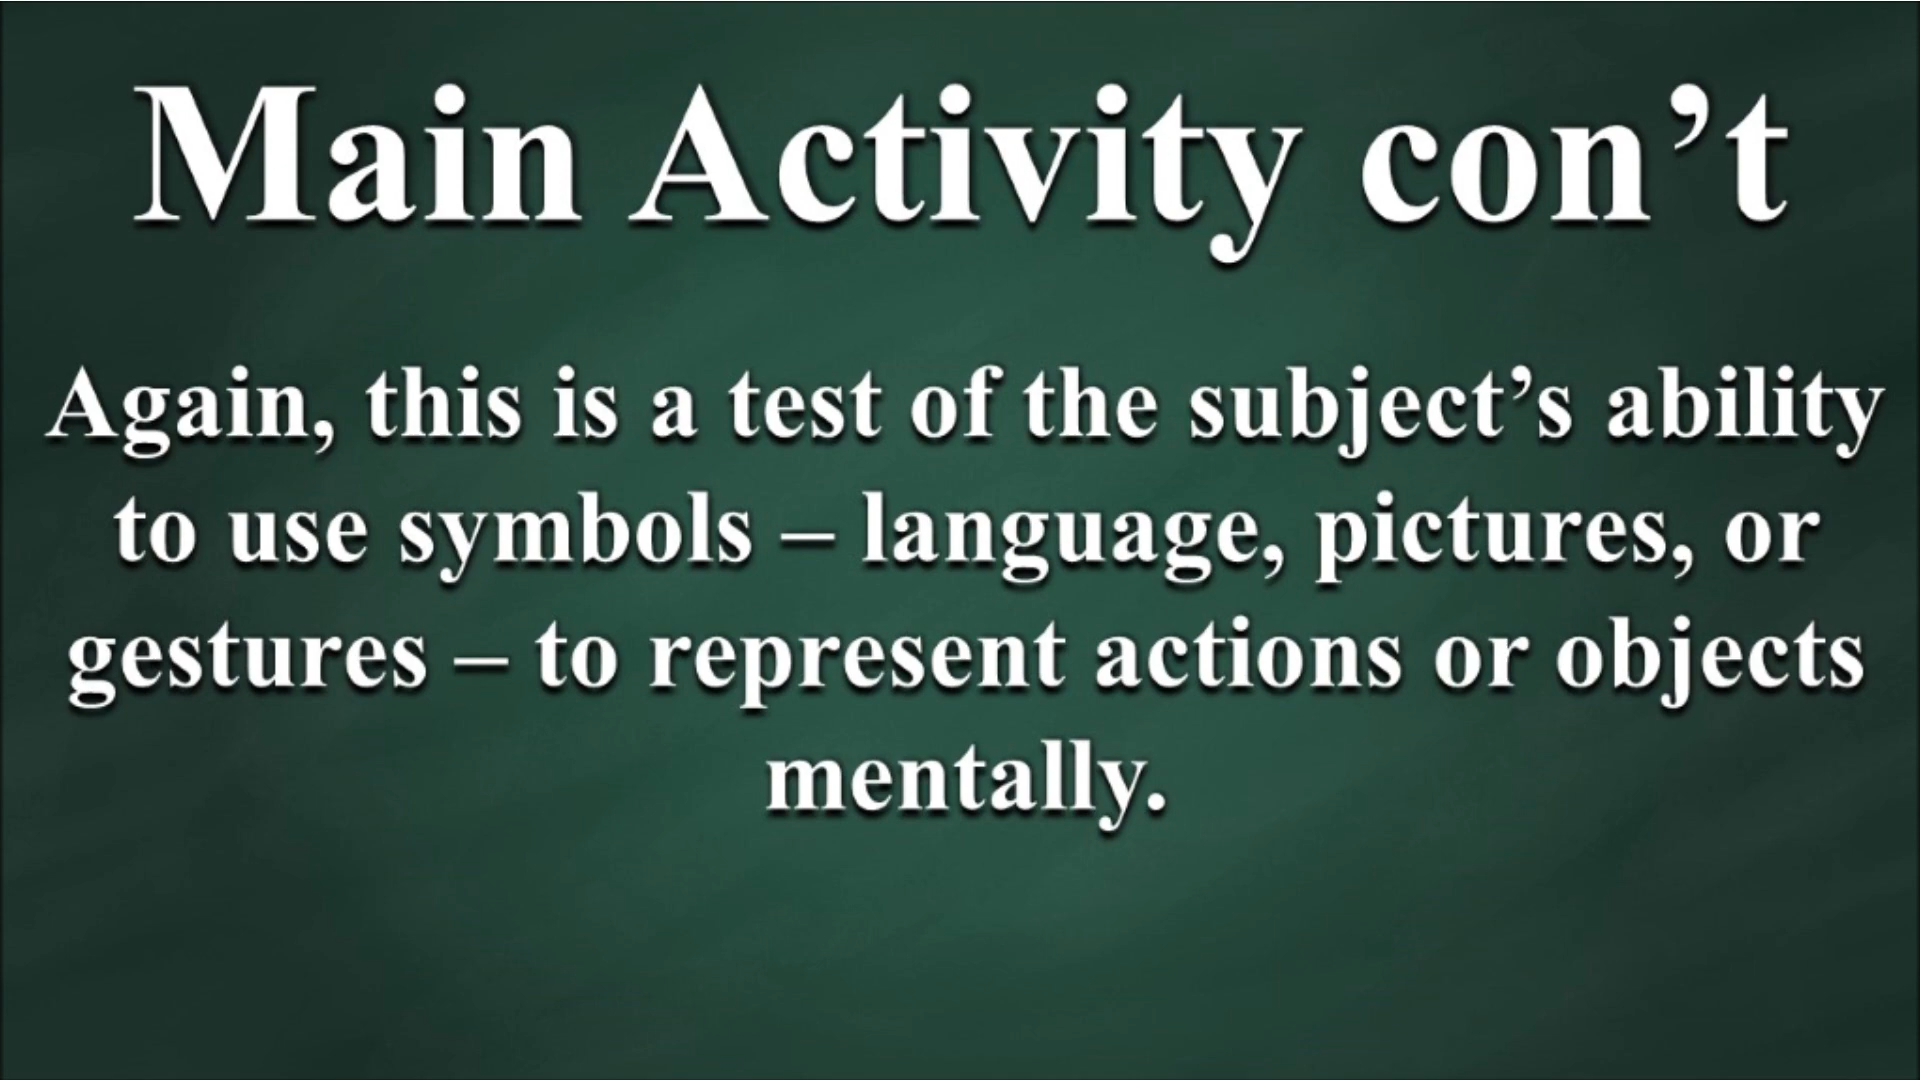 Main Activity con’t
Again, this is a test of the subject’s ability
to use symbols – language, pictures, or
gestures – to represent actions or objects
mentally.